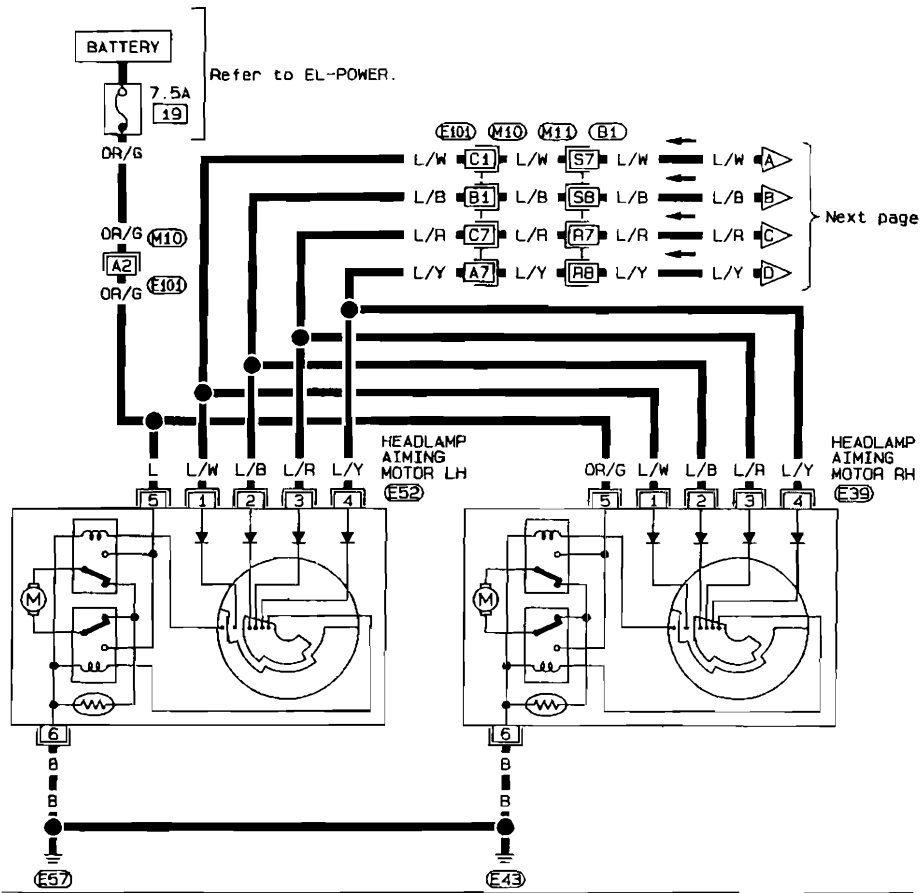 BATTERY
Refer to EL-POWER.
7.5A
19
OR/G
E101 M10 M11 B1
L/W C1 L/W S7 L/W L/W A
L/B B1 L/B S8 L/B L/B B
L/R C7 L/R R7 L/R L/R C
L/Y A7 L/Y R8 L/Y L/Y D
Next page
OR/G M10
A2
OR/G E101
HEADLAMP
AIMING
MOTOR LH
E52
L L/W L/B L/R L/Y
5 1 2 3 4
HEADLAMP
AIMING
MOTOR RH
E39
OR/G L/W L/B L/R L/Y
5 1 2 3 4
M
M
6
6
B
B
B
B
E57
E43